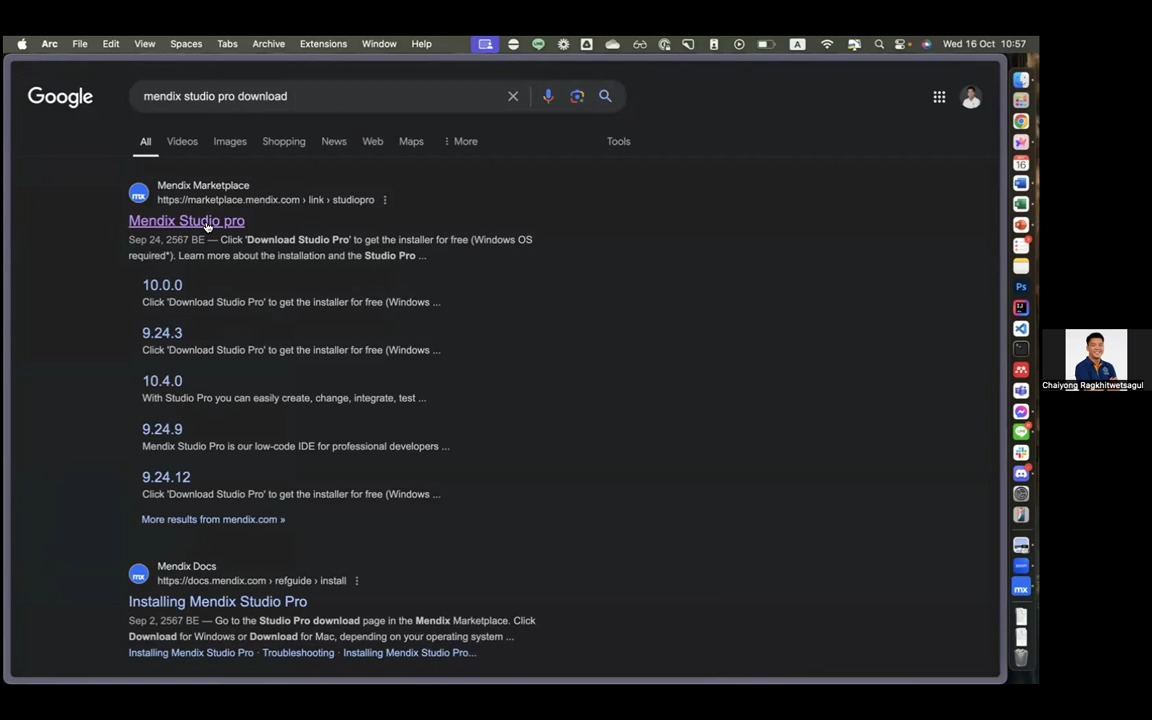 Arc File Edit View Spaces Tabs Archive Extensions Window Help A Wed 16 Oct 10:57
Google mendix studio pro download
All Videos Images Shopping News Web Maps More Tools
mx Mendix Marketplace
https://marketplace.mendix.com › link › studiopro
Mendix Studio pro
Sep 24, 2567 BE — Click 'Download Studio Pro' to get the installer for free (Windows OS
required*). Learn more about the installation and the Studio Pro ...
10.0.0
Click 'Download Studio Pro' to get the installer for free (Windows ...
9.24.3
Click 'Download Studio Pro' to get the installer for free (Windows ...
10.4.0
With Studio Pro you can easily create, change, integrate, test ...
9.24.9
Mendix Studio Pro is our low-code IDE for professional developers ...
9.24.12
Click 'Download Studio Pro' to get the installer for free (Windows ...
More results from mendix.com »
mx Mendix Docs
https://docs.mendix.com › refguide › install
Installing Mendix Studio Pro
Sep 2, 2567 BE — Go to the Studio Pro download page in the Mendix Marketplace. Click
Download for Windows or Download for Mac, depending on your operating system ...
Installing Mendix Studio Pro · Troubleshooting · Installing Mendix Studio Pro...
16
Ps
mx
Chaiyong Ragkhitwetsagul